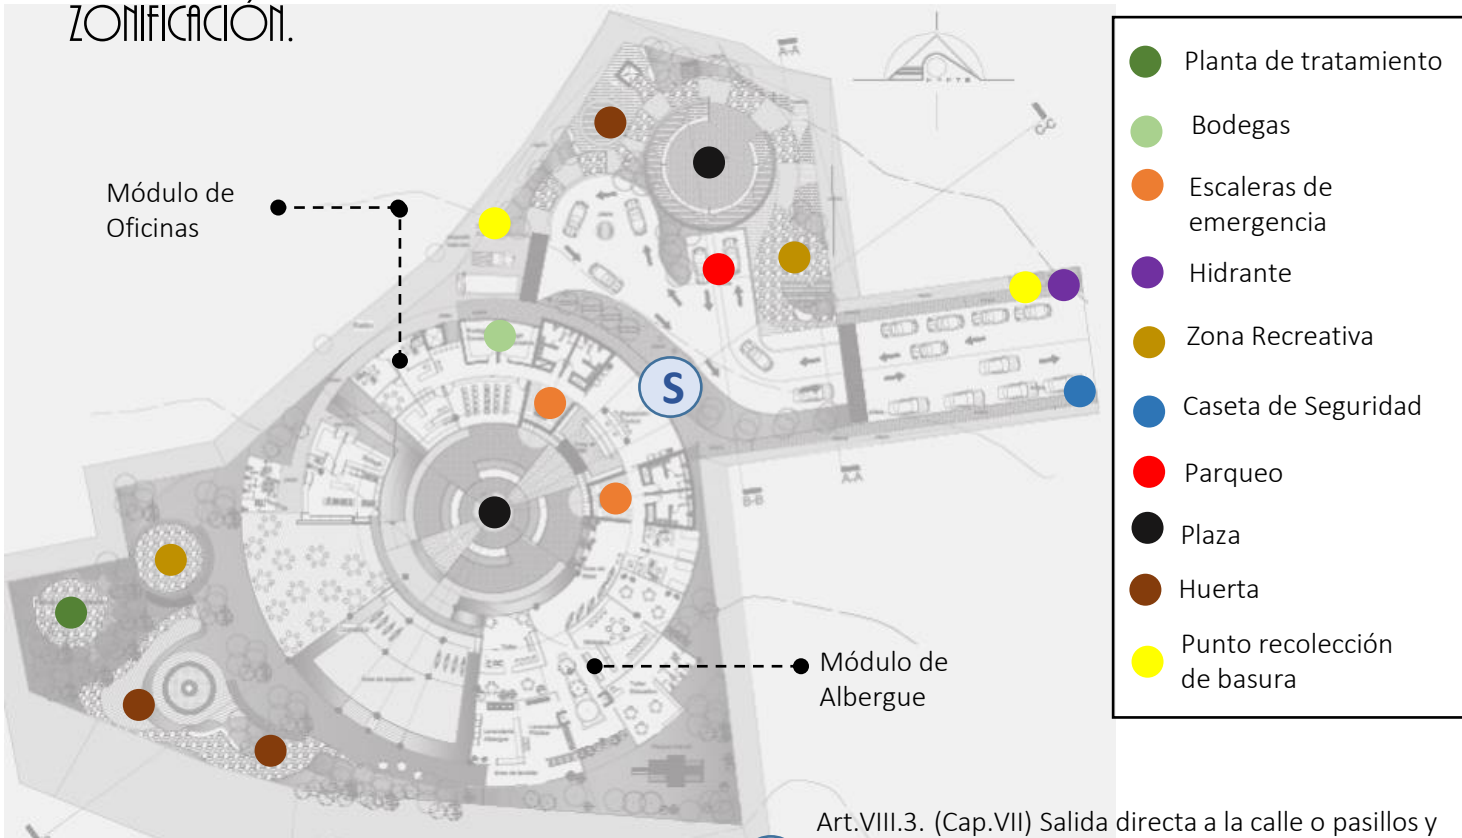 ZONIFICACIÓN.
A-A
C-C
Módulo de
Oficinas
S
B-B
A-A
Módulo de
Albergue
Planta de tratamiento
Bodegas
Escaleras de
emergencia
Hidrante
Zona Recreativa
Caseta de Seguridad
Parqueo
Plaza
Huerta
Punto recolección
de basura
Art.VIII.3. (Cap.VII) Salida directa a la calle o pasillos y